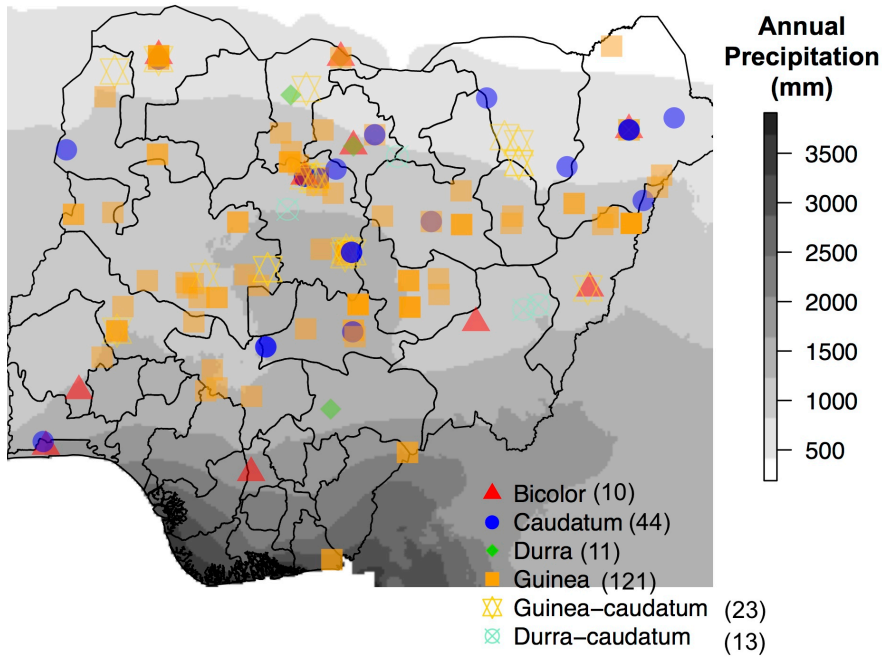 Annual
Precipitation
(mm)
3500
3000
2500
2000
1500
1000
500
Bicolor (10)
Caudatum (44)
Durra (11)
Guinea (121)
Guinea−caudatum (23)
Durra−caudatum (13)